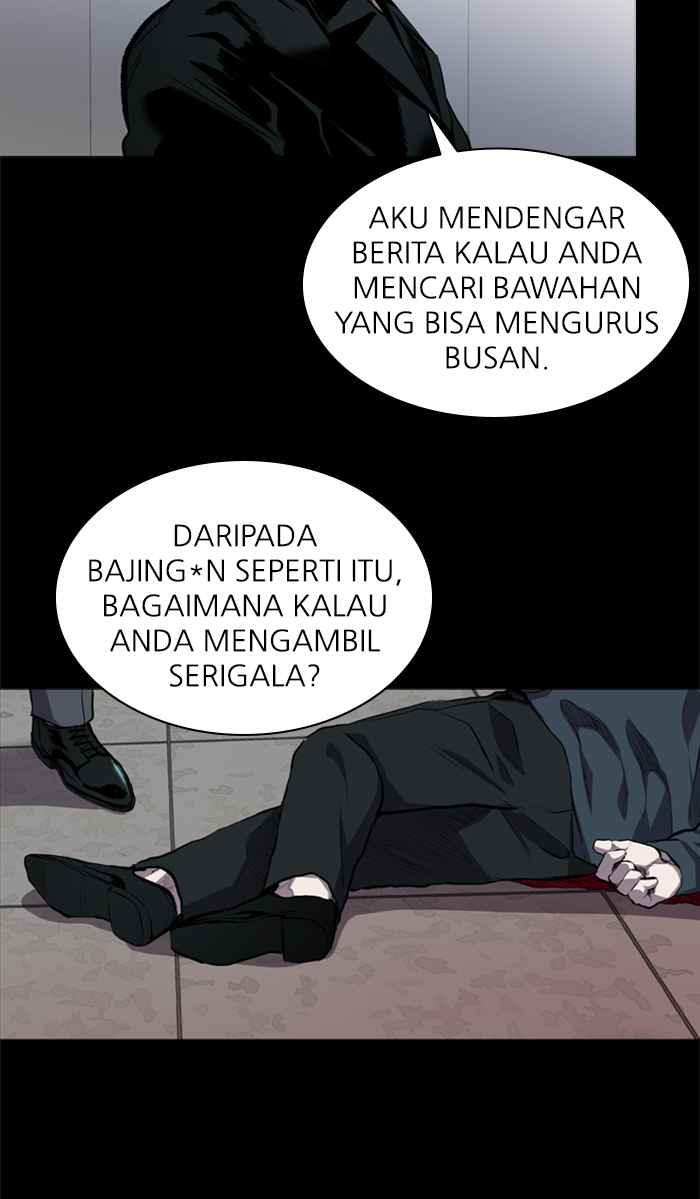 AKU MENDENGAR
BERITA KALAU ANDA
MENCARI BAWAHAN
YANG BISA MENGURUS
BUSAN.
DARIPADA
BAJING*N SEPERTI ITU,
BAGAIMANA KALAU
ANDA MENGAMBIL
SERIGALA?